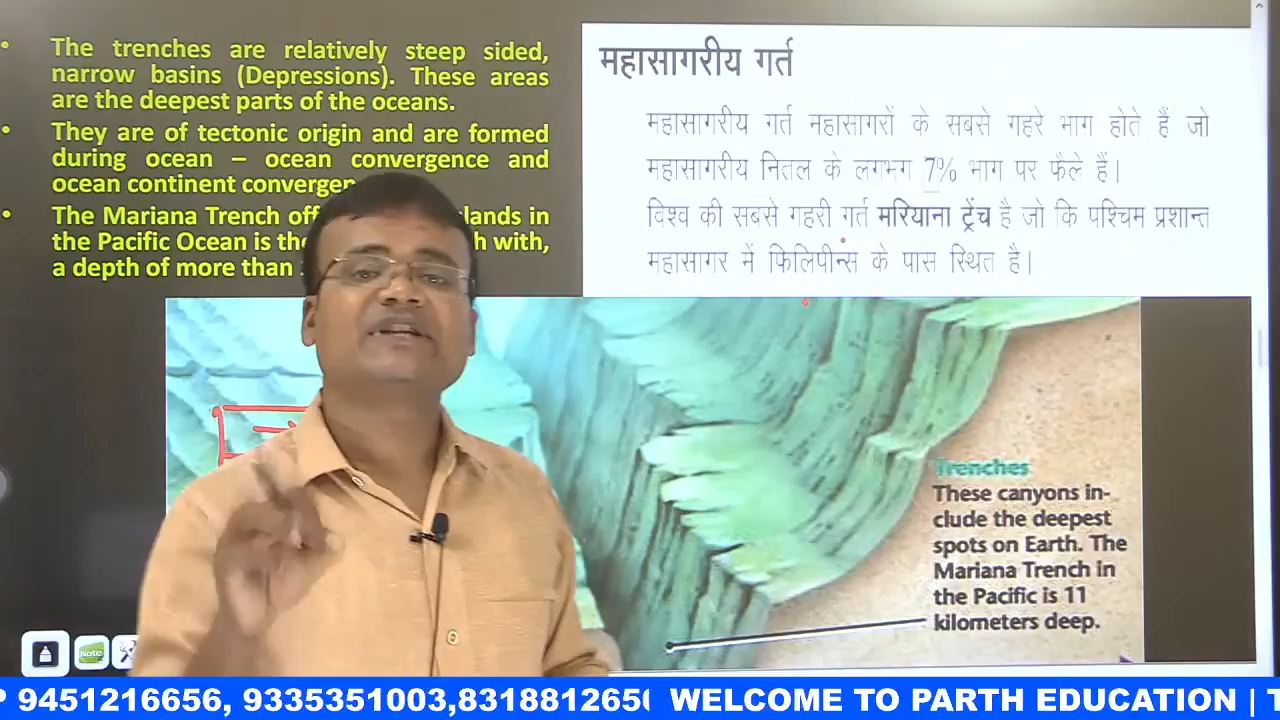 The trenches are relatively steep sided,
narrow basins (Depressions). These areas
are the deepest parts of the oceans.
They are of tectonic origin and are formed
during ocean – ocean convergence and
ocean continent
The Mariana Trench in
the Pacific Ocean is with,
a depth of more than
महासागरीय गर्त
महासागरीय गर्त महासागरों के सबसे गहरे भाग होते हैं जो
महासागरीय नितल के लगभग 7% भाग पर फैले हैं।
विश्व की सबसे गहरी गर्त मरियाना ट्रेंच है जो कि पश्चिम प्रशान्त
महासागर में फिलिपीन्स के पास स्थित है।
Trenches
These canyons in-
clude the deepest
spots on Earth. The
Mariana Trench in
the Pacific is 11
kilometers deep.
Note
9451216656, 9335351003,831881265 WELCOME TO PARTH EDUCATION |